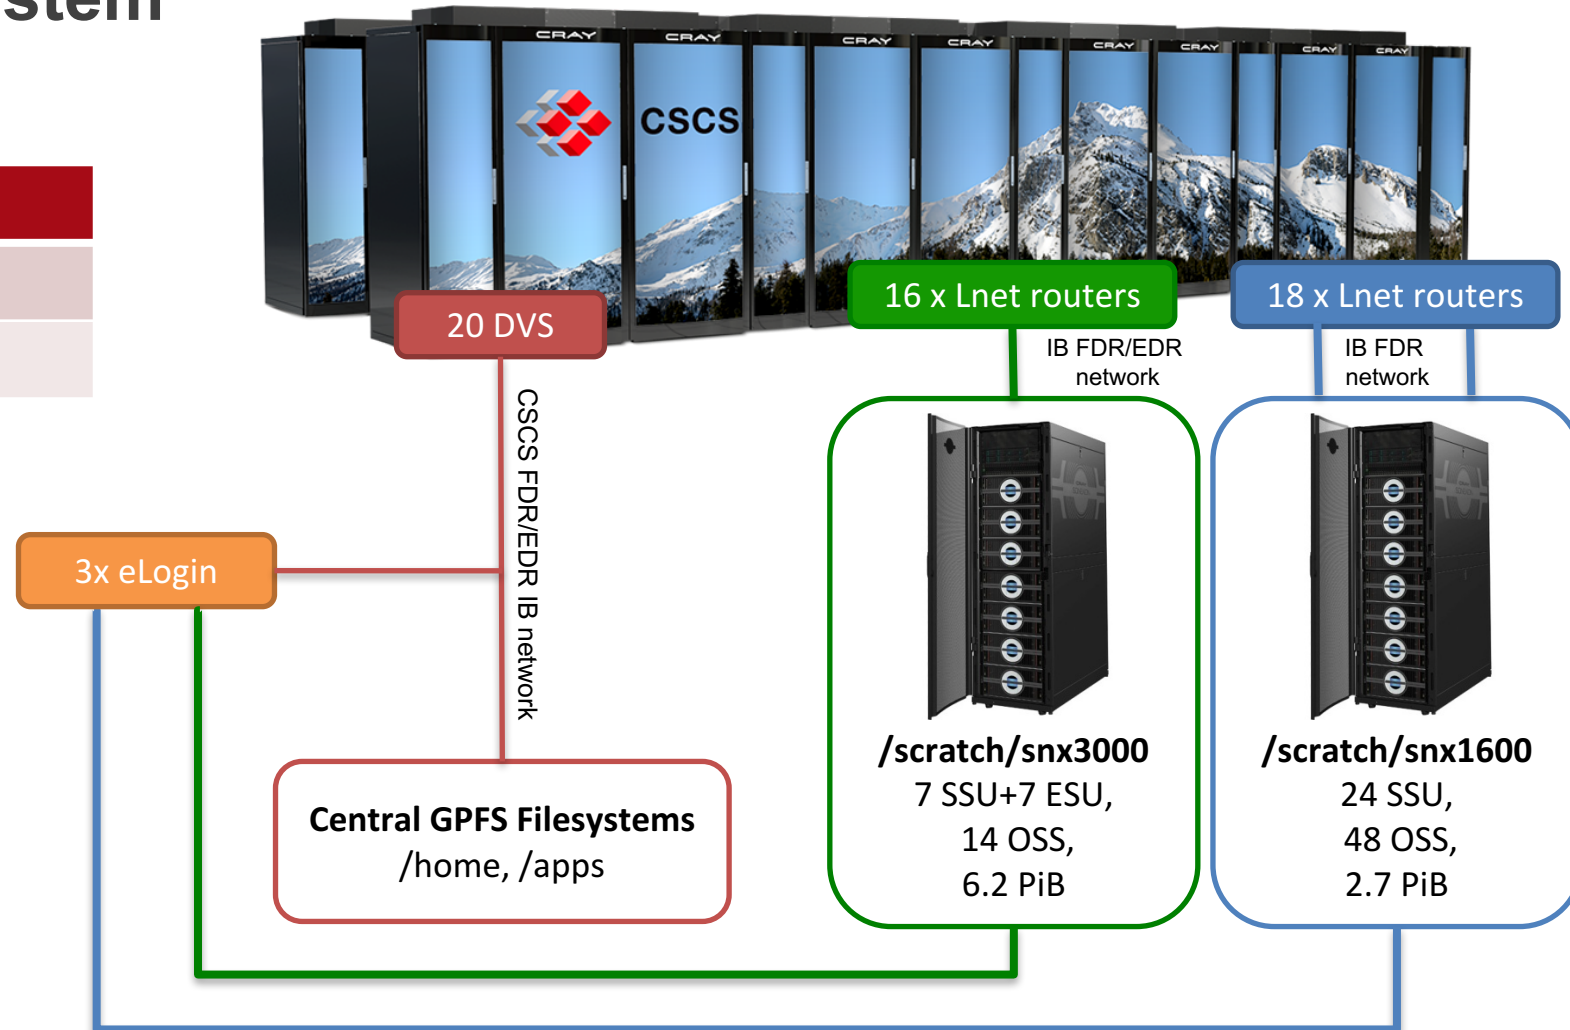 stem
CRAY CRAY CRAY CRAY CRAY CRAY CRAY CRAY
CSCS
20 DVS
16 x Lnet routers
18 x Lnet routers
IB FDR/EDR
network
IB FDR
network
CSCS FDR/EDR IB network
3x eLogin
Central GPFS Filesystems
/home, /apps
/scratch/snx3000
7 SSU+7 ESU,
14 OSS,
6.2 PiB
/scratch/snx1600
24 SSU,
48 OSS,
2.7 PiB